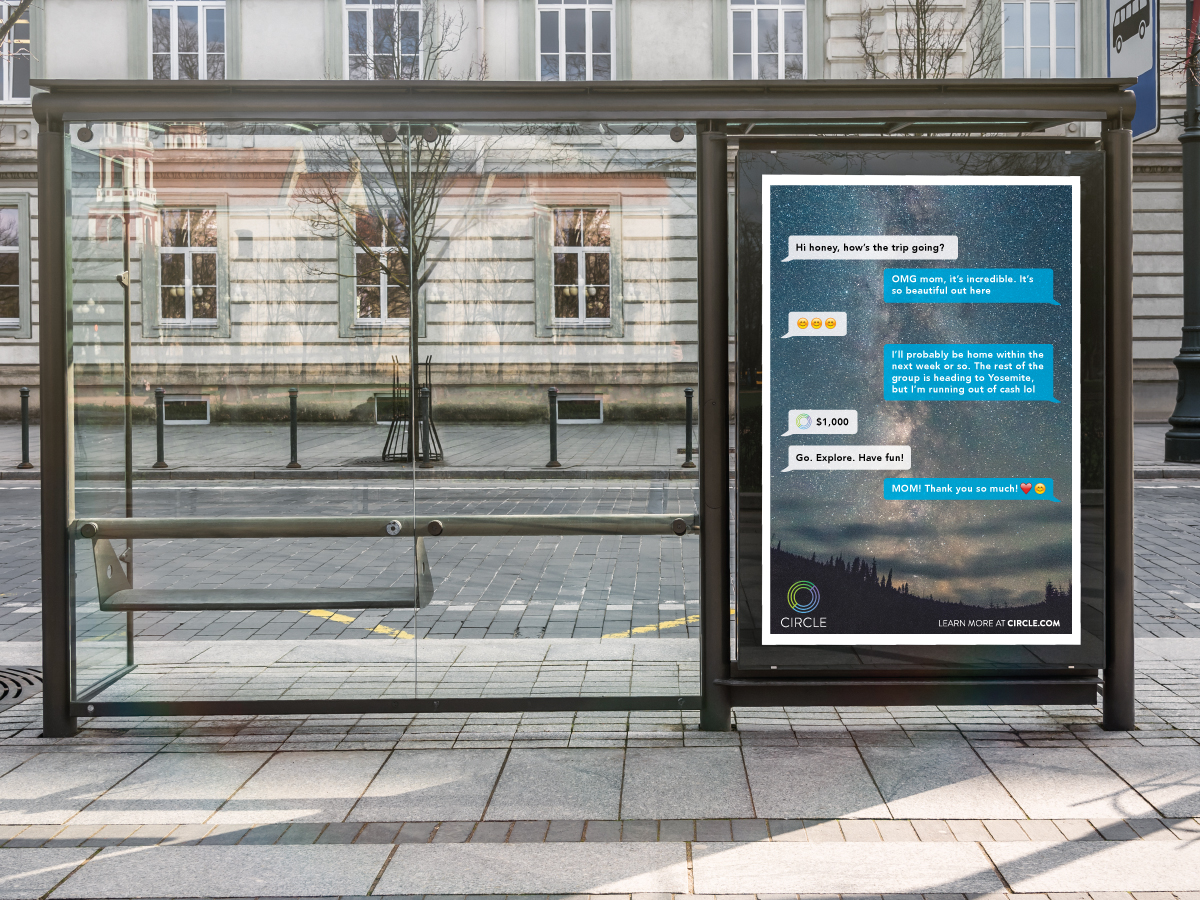 Hi honey, how's the trip going?
OMG mom, it's incredible. It's
so beautiful out here
😊😊😊
I'll probably be home within the
next week or so. The rest of the
group is heading to Yosemite,
but I'm running out of cash lol
$1,000
Go. Explore. Have fun!
MOM! Thank you so much! ❤️😊
CIRCLE
LEARN MORE AT CIRCLE.COM